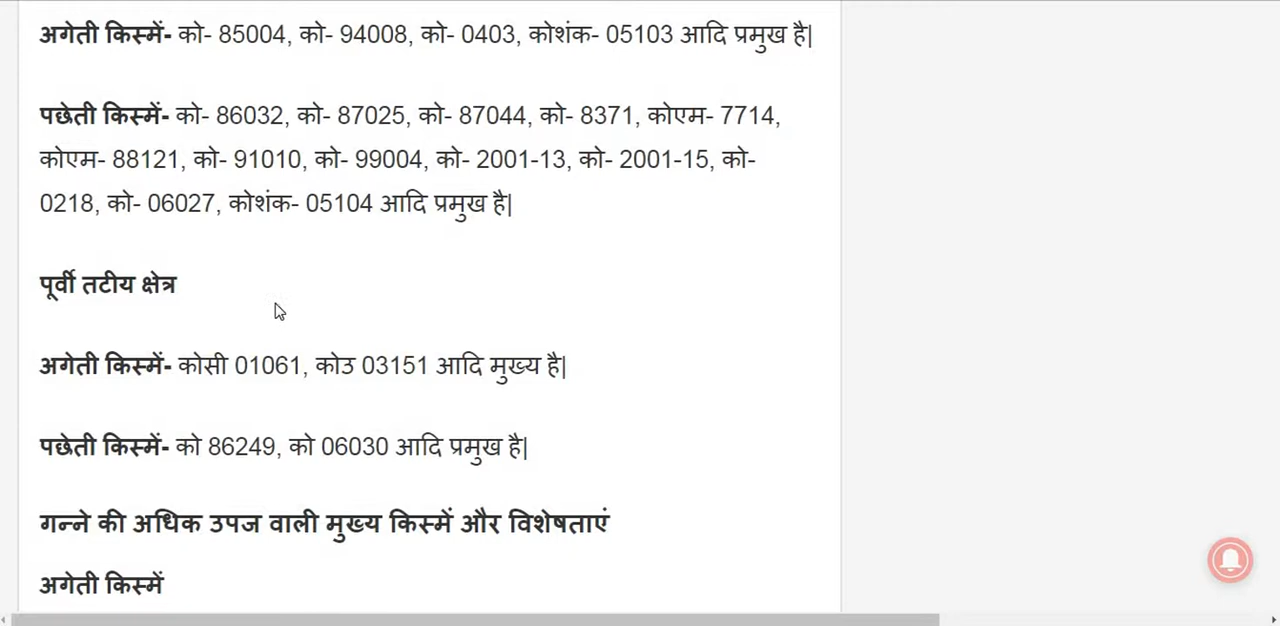 अगेती किस्में- को- 85004, को- 94008, को- 0403, कोशंक- 05103 आदि प्रमुख है|
पछेती किस्में- को- 86032, को- 87025, को- 87044, को- 8371, कोएम- 7714,
कोएम- 88121, को- 91010, को- 99004, को- 2001-13, को- 2001-15, को-
0218, को- 06027, कोशंक- 05104 आदि प्रमुख है|
पूर्वी तटीय क्षेत्र
अगेती किस्में- कोसी 01061, कोउ 03151 आदि मुख्य है|
पछेती किस्में- को 86249, को 06030 आदि प्रमुख है|
गन्ने की अधिक उपज वाली मुख्य किस्में और विशेषताएं
अगेती किस्में